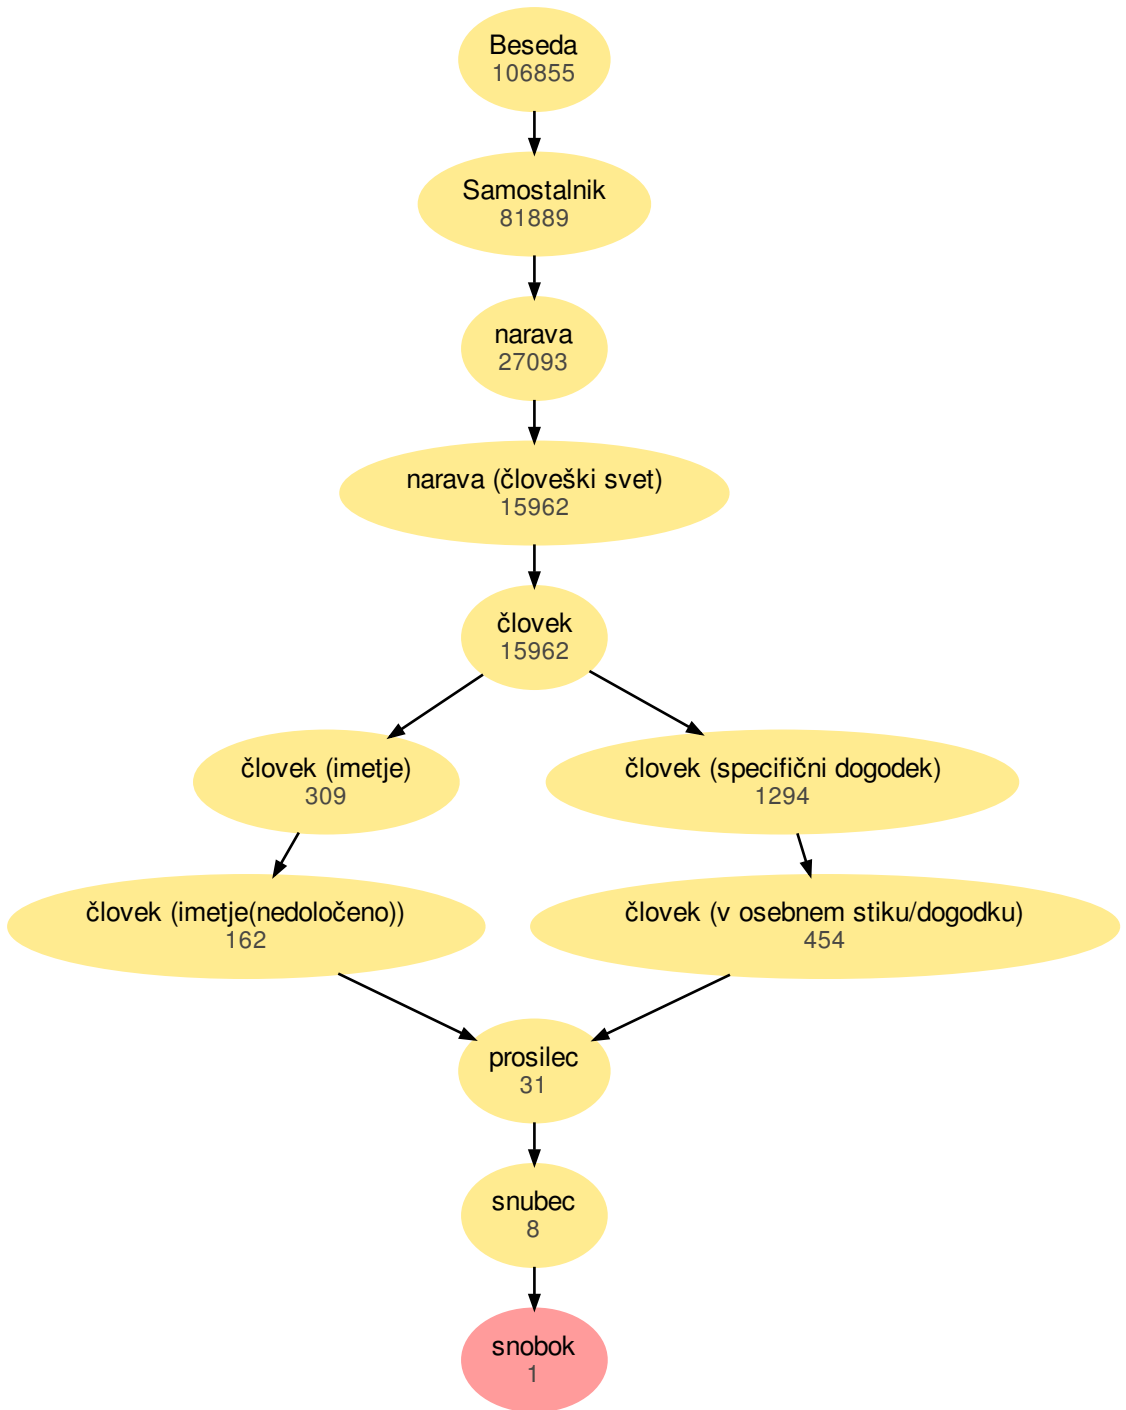 Beseda
106855
Samostalnik
81889
narava
27093
narava (človeški svet)
15962
človek
15962
človek (imetje)
309
človek (specifični dogodek)
1294
človek (imetje(nedoločeno))
162
človek (v osebnem stiku/dogodku)
454
prosilec
31
snubec
8
snobok
1